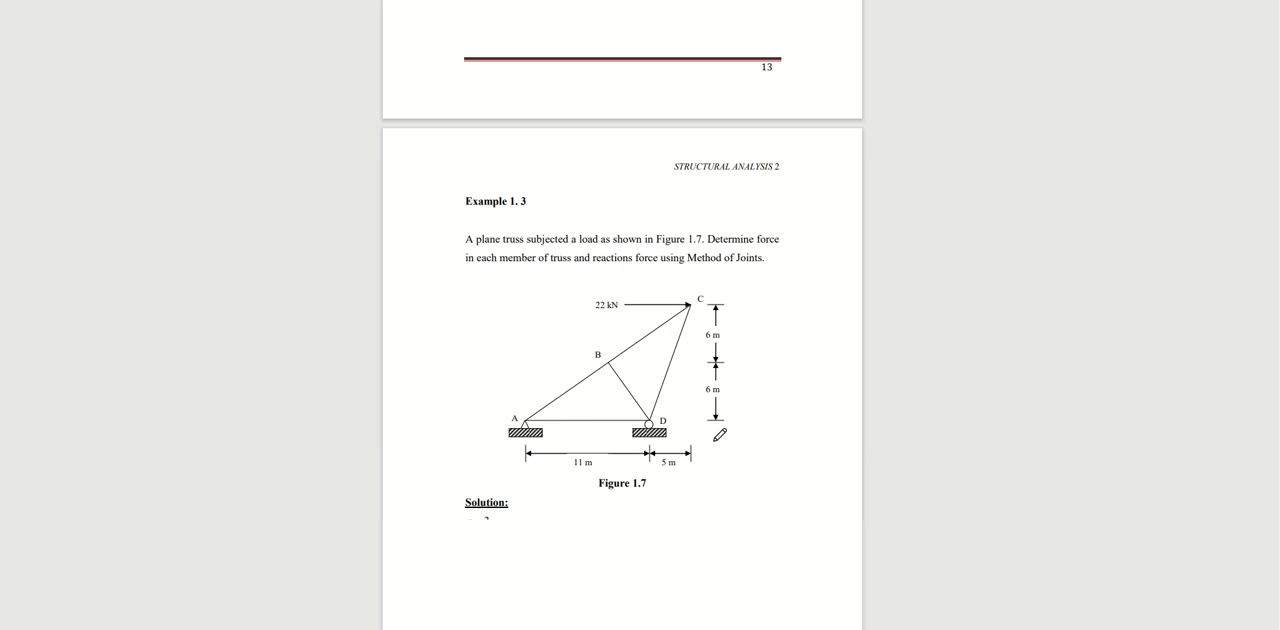 13
STRUCTURAL ANALYSIS 2
Example 1. 3
A plane truss subjected a load as shown in Figure 1.7. Determine force
in each member of truss and reactions force using Method of Joints.
22 kN
C
6 m
B
6 m
A
D
11 m
5 m
Figure 1.7
Solution: